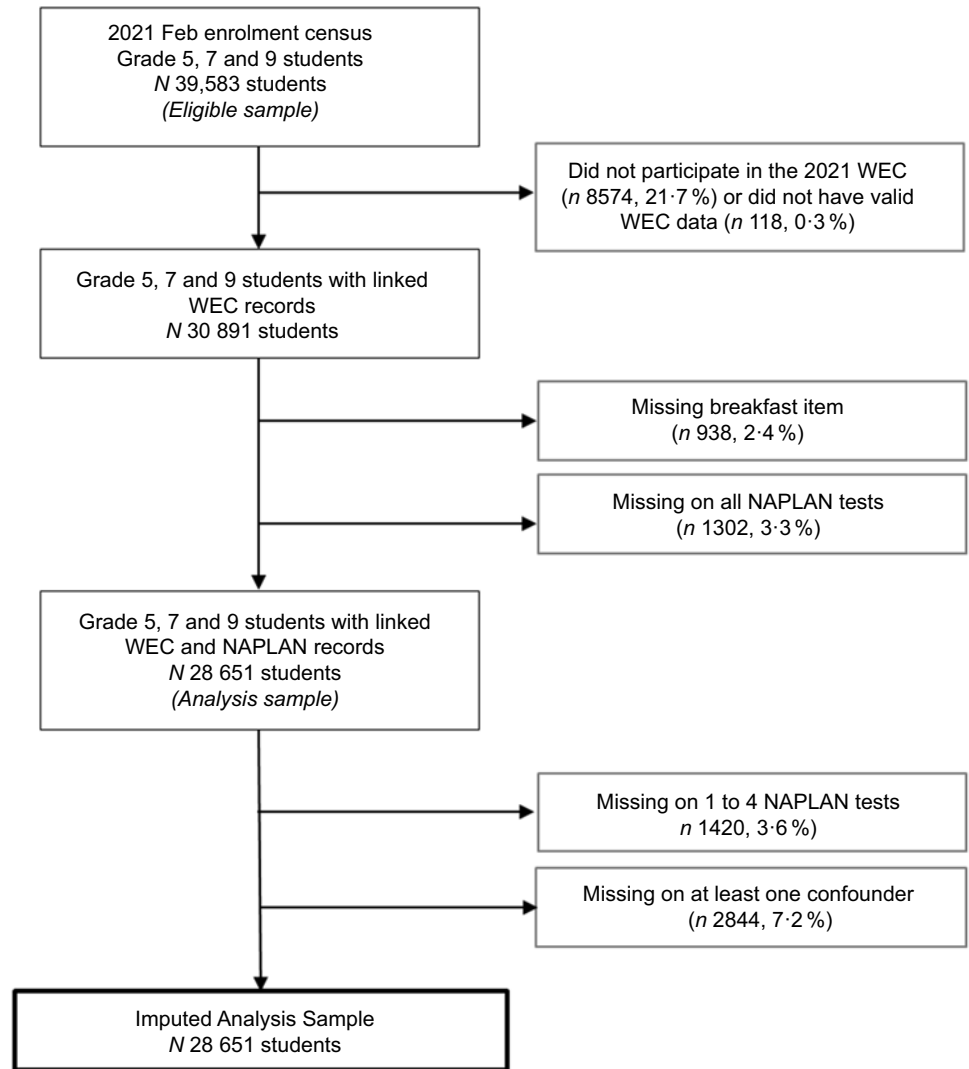 2021 Feb enrolment census
Grade 5, 7 and 9 students
N 39,583 students
(Eligible sample)
Did not participate in the 2021 WEC
(n 8574, 21·7 %) or did not have valid
WEC data (n 118, 0·3 %)
Grade 5, 7 and 9 students with linked
WEC records
N 30 891 students
Missing breakfast item
(n 938, 2·4 %)
Missing on all NAPLAN tests
(n 1302, 3·3 %)
Grade 5, 7 and 9 students with linked
WEC and NAPLAN records
N 28 651 students
(Analysis sample)
Missing on 1 to 4 NAPLAN tests
n 1420, 3·6 %)
Missing on at least one confounder
(n 2844, 7·2 %)
Imputed Analysis Sample
N 28 651 students